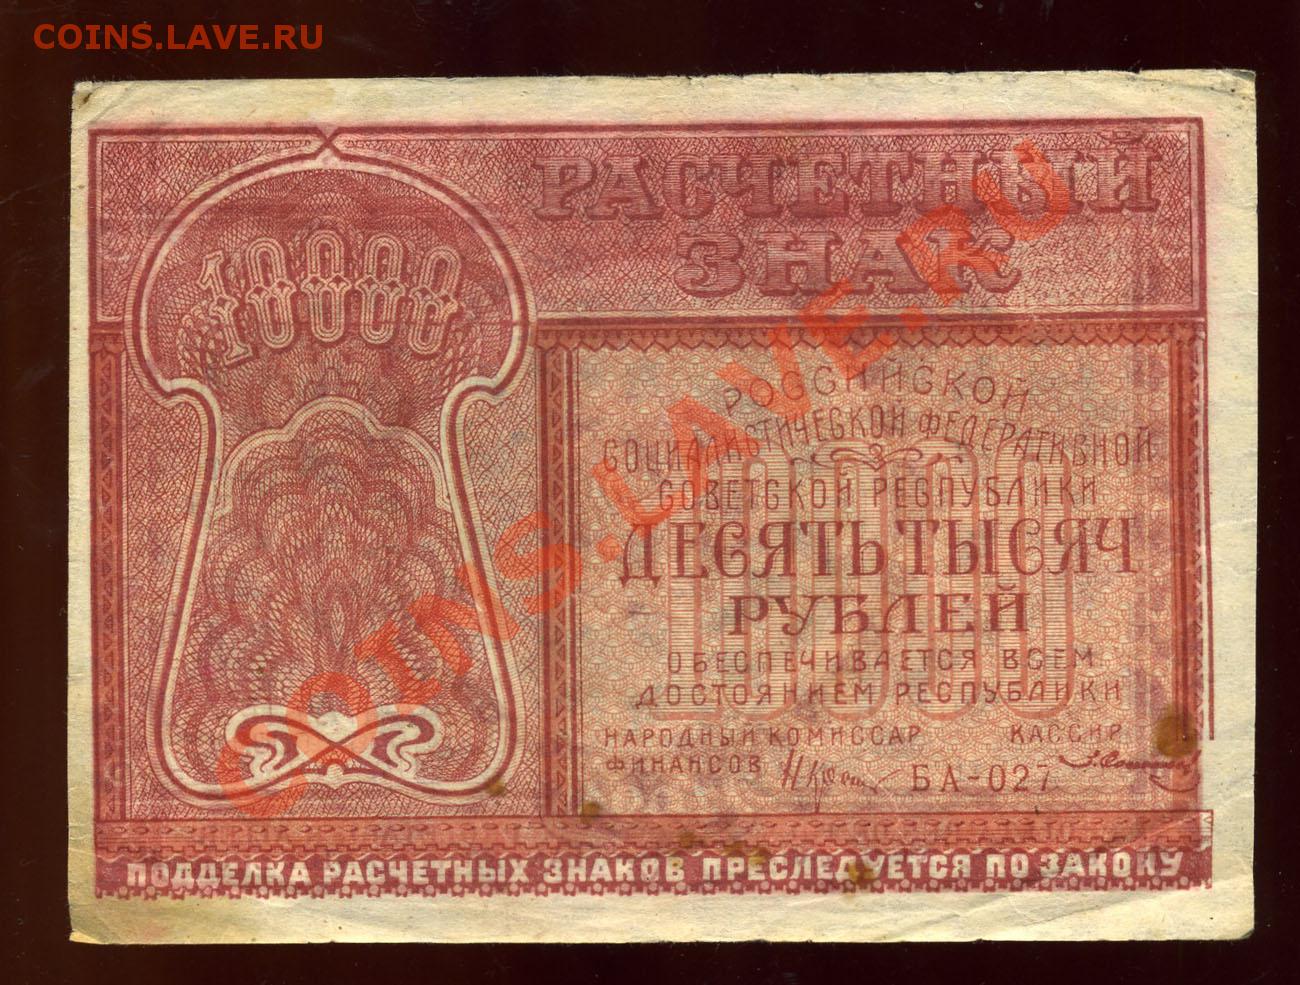 COINS.LAVE.RU
РАСЧЕТНЫЙ
ЗНАК
10000
РОССИЙСКОЙ
СОЦИАЛИСТИЧЕСКОЙ ФЕДЕРАТИВНОЙ
СОВЕТСКОЙ РЕСПУБЛИКИ
10000
ДЕСЯТЬ ТЫСЯЧ
РУБЛЕЙ
ОБЕСПЕЧИВАЕТСЯ ВСЕМ
ДОСТОЯНИЕМ РЕСПУБЛИКИ
НАРОДНЫЙ КОМИССАР КАССИР
ФИНАНСОВ БА-027
ПОДДЕЛКА РАСЧЕТНЫХ ЗНАКОВ ПРЕСЛЕДУЕТСЯ ПО ЗАКОНУ.
COINS.LAVE.RU